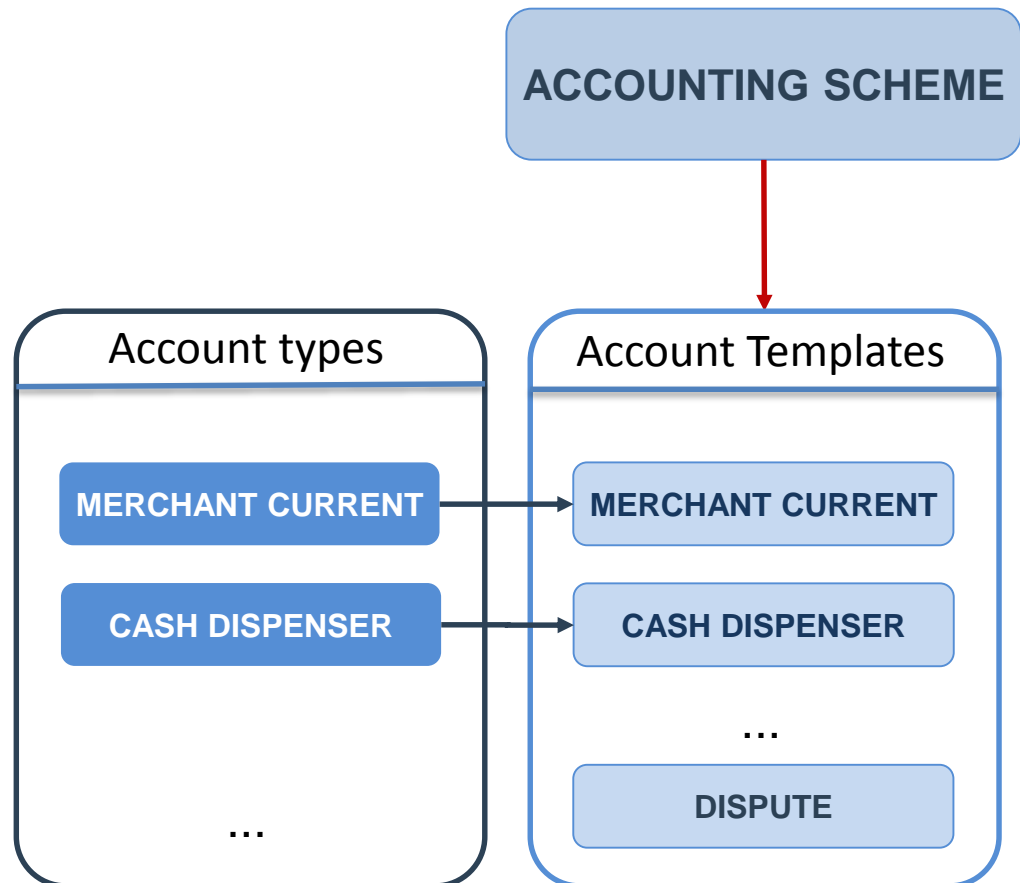 ACCOUNTING SCHEME
Account types
MERCHANT CURRENT
CASH DISPENSER
...
Account Templates
MERCHANT CURRENT
CASH DISPENSER
...
DISPUTE